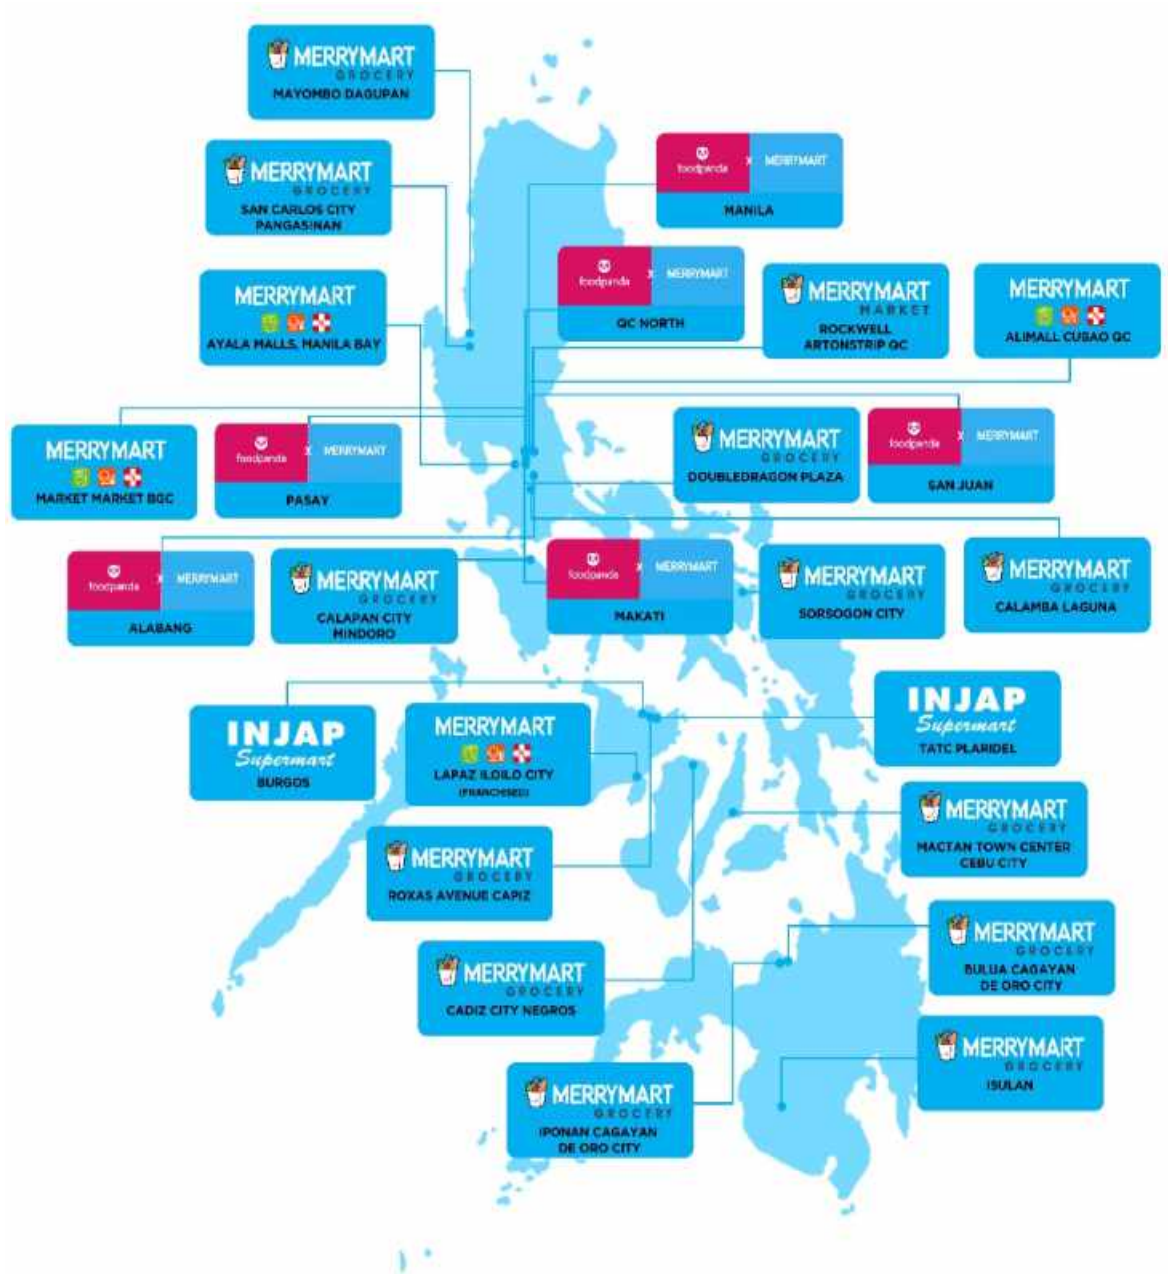 MERRYMART
GROCERY
MAYOMBO DAGUPAN
MERRYMART
GROCERY
SAN CARLOS CITY
PANGASINAN
foodpanda X MERRYMART
MANILA
MERRYMART
AYALA MALLS, MANILA BAY
foodpanda X MERRYMART
QC NORTH
MERRYMART
MARKET
ROCKWELL
ARTONSTRIP QC
MERRYMART
ALIMALL CUBAO QC
MERRYMART
MARKET MARKET BGC
foodpanda X MERRYMART
PASAY
MERRYMART
GROCERY
DOUBLEDRAGON PLAZA
foodpanda X MERRYMART
SAN JUAN
foodpanda X MERRYMART
ALABANG
MERRYMART
GROCERY
CALAPAN CITY
MINDORO
foodpanda X MERRYMART
MAKATI
MERRYMART
GROCERY
SORSOGON CITY
MERRYMART
GROCERY
CALAMBA LAGUNA
INJAP
Supermart
BURGOS
MERRYMART
LAPAZ ILOILO CITY
(FRANCHISED)
INJAP
Supermart
TATC PLARIDEL
MERRYMART
GROCERY
MACTAN TOWN CENTER
CEBU CITY
MERRYMART
GROCERY
ROXAS AVENUE CAPIZ
MERRYMART
GROCERY
CADIZ CITY NEGROS
MERRYMART
GROCERY
BULUA CAGAYAN
DE ORO CITY
MERRYMART
GROCERY
ISULAN
MERRYMART
GROCERY
IPONAN CAGAYAN
DE ORO CITY